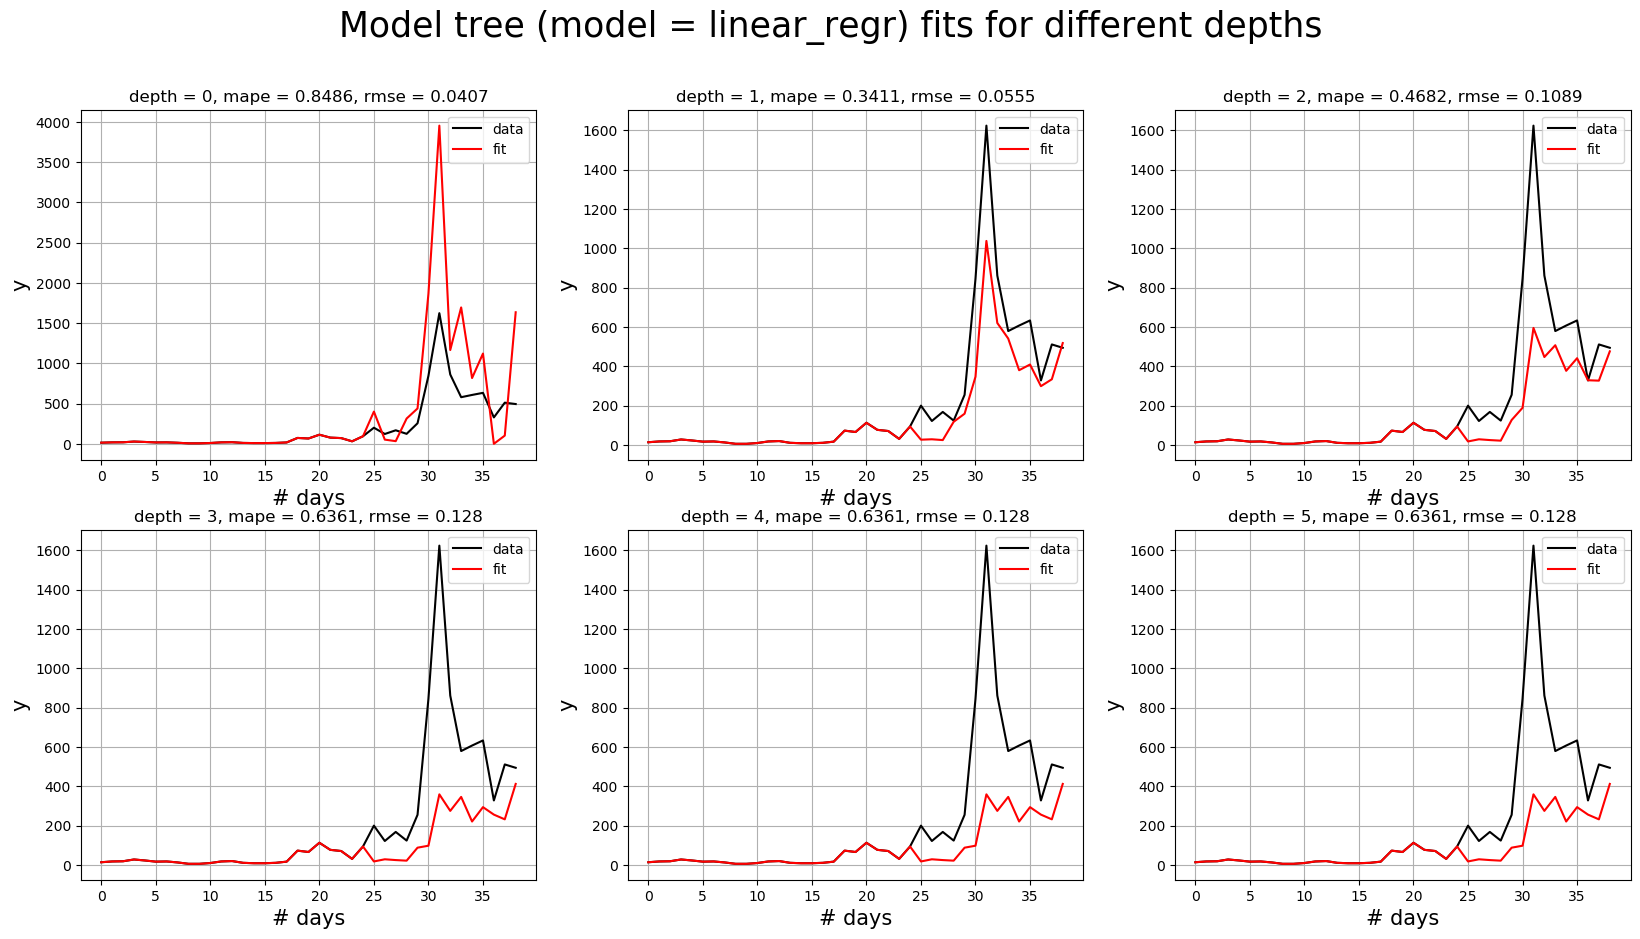 Model tree (model = linear_regr) fits for different depths
depth = 0, mape = 0.8486, rmse = 0.0407
4000
3500
3000
2500
2000
1500
1000
500
0
y
data
fit
0 5 10 15 20 25 30 35
# days
depth = 1, mape = 0.3411, rmse = 0.0555
1600
1400
1200
1000
800
600
400
200
0
y
data
fit
0 5 10 15 20 25 30 35
# days
depth = 2, mape = 0.4682, rmse = 0.1089
1600
1400
1200
1000
800
600
400
200
0
y
data
fit
0 5 10 15 20 25 30 35
# days
depth = 3, mape = 0.6361, rmse = 0.128
1600
1400
1200
1000
800
600
400
200
0
y
data
fit
0 5 10 15 20 25 30 35
# days
depth = 4, mape = 0.6361, rmse = 0.128
1600
1400
1200
1000
800
600
400
200
0
y
data
fit
0 5 10 15 20 25 30 35
# days
depth = 5, mape = 0.6361, rmse = 0.128
1600
1400
1200
1000
800
600
400
200
0
y
data
fit
0 5 10 15 20 25 30 35
# days